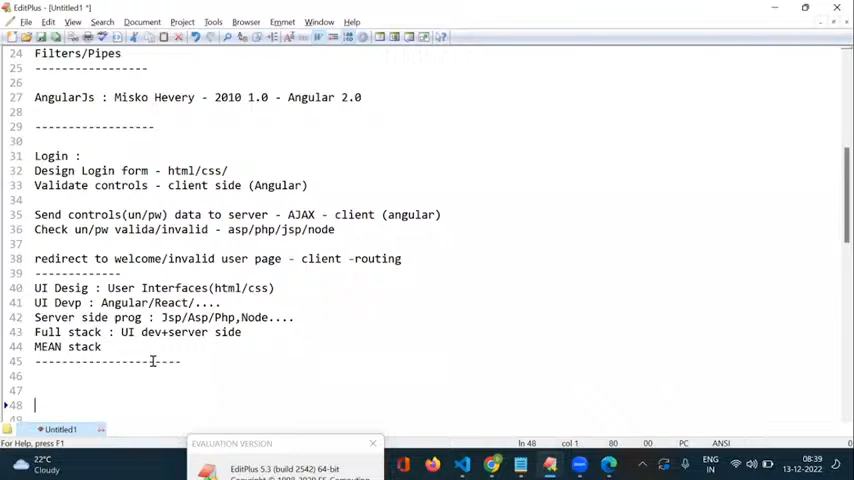 EditPlus - [Untitled1 *]
File Edit View Search Document Project Tools Browser Emmet Window Help
24 Filters/Pipes
25 -----------------
26
27 AngularJs : Misko Hevery - 2010 1.0 - Angular 2.0
28
29 ------------------
30
31 Login :
32 Design Login form - html/css/
33 Validate controls - client side (Angular)
34
35 Send controls(un/pw) data to server - AJAX - client (angular)
36 Check un/pw valida/invalid - asp/php/jsp/node
37
38 redirect to welcome/invalid user page - client -routing
39 -------------
40 UI Desig : User Interfaces(html/css)
41 UI Devp : Angular/React/....
42 Server side prog : Jsp/Asp/Php,Node....
43 Full stack : UI dev+server side
44 MEAN stack
45 ----------------------
46
47
48
49
Untitled1
For Help, press F1 ln 48 col 1 00 PC ANSI
EVALUATION VERSION
EditPlus 5.3 (build 2542) 64-bit
22°C
Cloudy
ENG
IN
08:39
13-12-2022